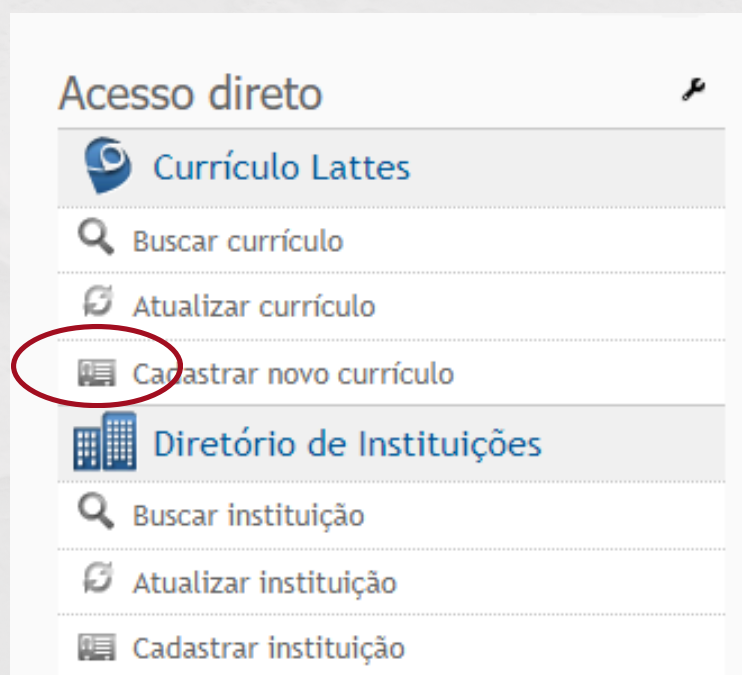 Acesso direto
Currículo Lattes
Buscar currículo
Atualizar currículo
Cadastrar novo currículo
Diretório de Instituições
Buscar instituição
Atualizar instituição
Cadastrar instituição